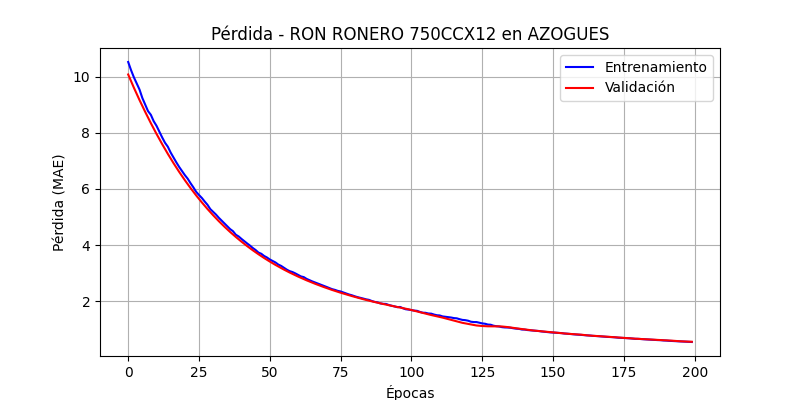 Pérdida - RON RONERO 750CCX12 en AZOGUES
Entrenamiento
Validación
Pérdida (MAE)
10
8
6
4
2
0 25 50 75 100 125 150 175 200
Épocas